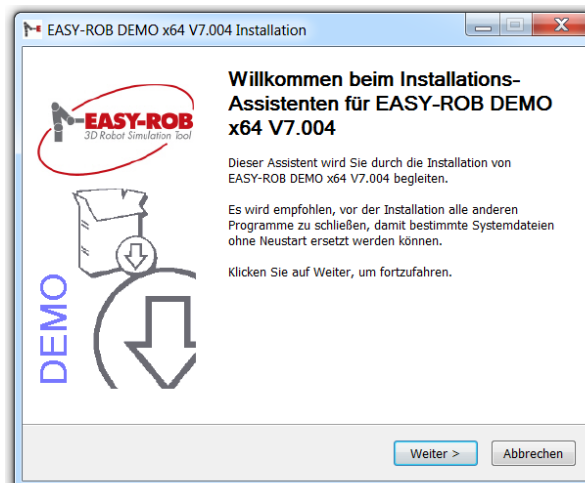 EASY-ROB DEMO x64 V7.004 Installation
EASY-ROB
3D Robot Simulation Tool
DEMO
Willkommen beim Installations-
Assistenten für EASY-ROB DEMO
x64 V7.004
Dieser Assistent wird Sie durch die Installation von
EASY-ROB DEMO x64 V7.004 begleiten.
Es wird empfohlen, vor der Installation alle anderen
Programme zu schließen, damit bestimmte Systemdateien
ohne Neustart ersetzt werden können.
Klicken Sie auf Weiter, um fortzufahren.
Weiter >
Abbrechen